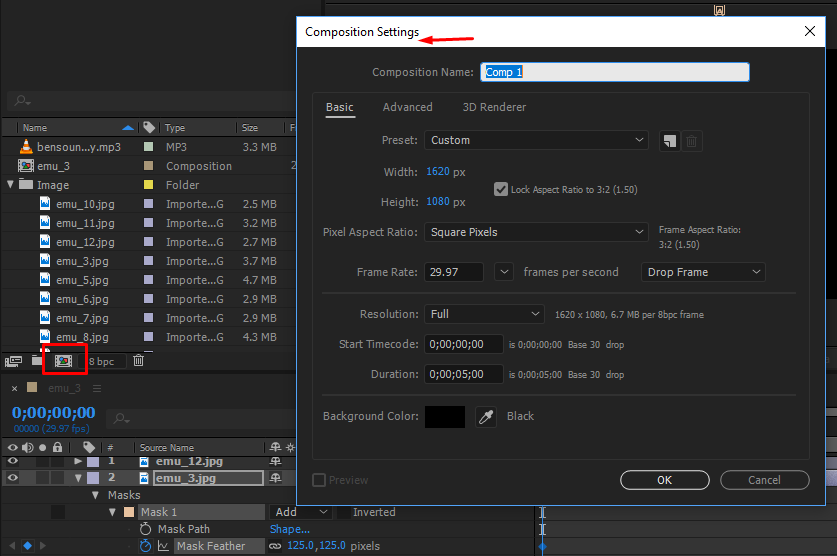 Composition Settings
Composition Name: Comp 1
Basic Advanced 3D Renderer
Preset: Custom
Width: 1620 px
Lock Aspect Ratio to 3:2 (1.50)
Height: 1080 px
Pixel Aspect Ratio: Square Pixels
Frame Aspect Ratio:
3:2 (1.50)
Frame Rate: 29.97 frames per second Drop Frame
Resolution: Full 1620 x 1080, 6.7 MB per 8bpc frame
Start Timecode: 0;00;00;00 is 0;00;00;00 Base 30 drop
Duration: 0;00;05;00 is 0;00;05;00 Base 30 drop
Background Color: Black
Preview OK Cancel
Name Type Size F
bensoun...y.mp3 MP3 3.3 MB
emu_3 Composition 2
Image Folder
emu_10.jpg Importe...G 2.5 MB
emu_11.jpg Importe...G 3.2 MB
emu_12.jpg Importe...G 2.7 MB
emu_3.jpg Importe...G 3.7 MB
emu_5.jpg Importe...G 4.7 MB
emu_6.jpg Importe...G 2.9 MB
emu_7.jpg Importe...G 2.9 MB
emu_8.jpg Importe...G 4.3 MB
8 bpc
emu_3
0;00;00;00
00000 (29.97 fps)
# Source Name
1 emu_12.jpg
2 emu_3.jpg
Masks
Mask 1 Add Inverted
Mask Path Shape...
Mask Feather 125.0,125.0 pixels